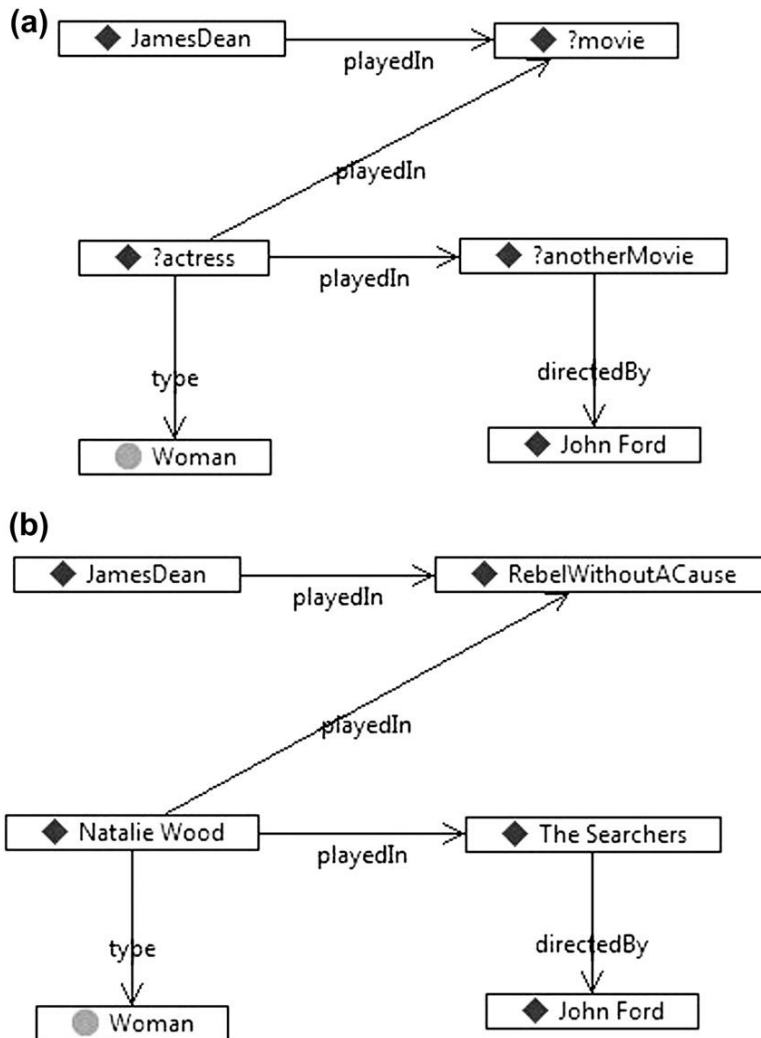 (a)
JamesDean
playedIn
?movie
playedIn
?actress
playedIn
?anotherMovie
type
directedBy
Woman
John Ford
(b)
JamesDean
playedIn
RebelWithoutACause
playedIn
Natalie Wood
playedIn
The Searchers
type
directedBy
Woman
John Ford